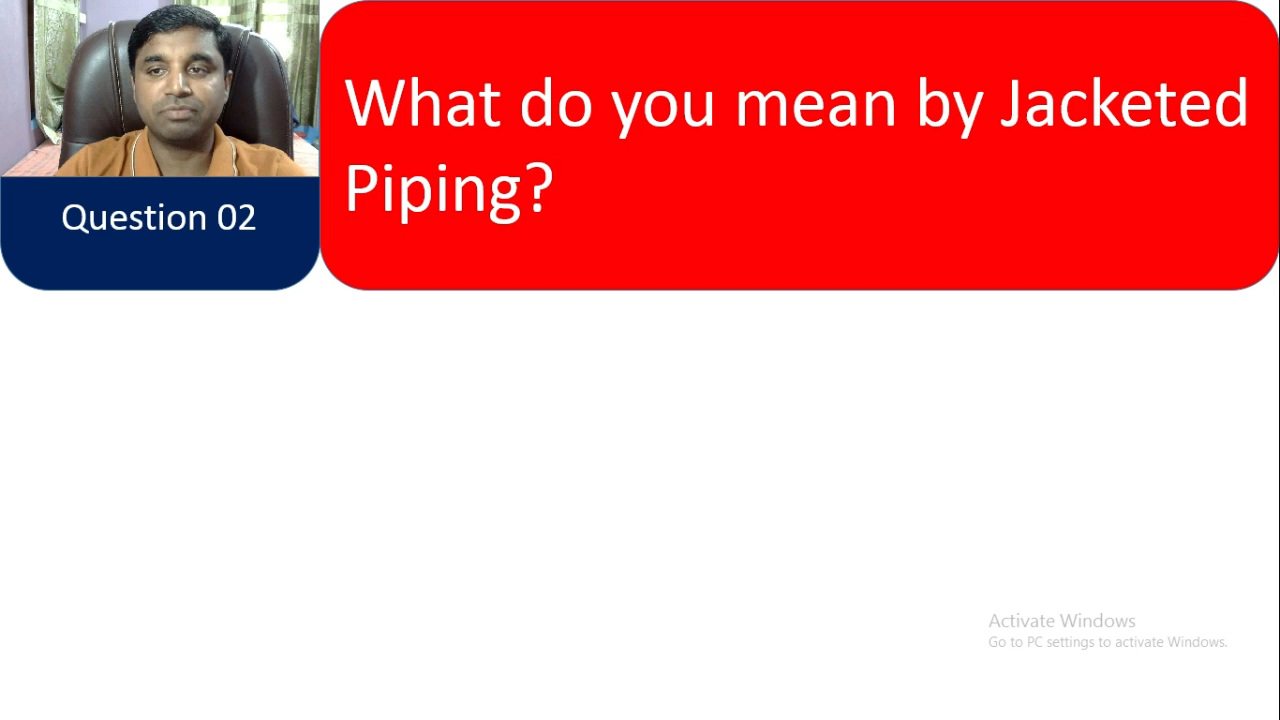 Question 02
What do you mean by Jacketed
Piping?
Activate Windows
Go to PC settings to activate Windows.